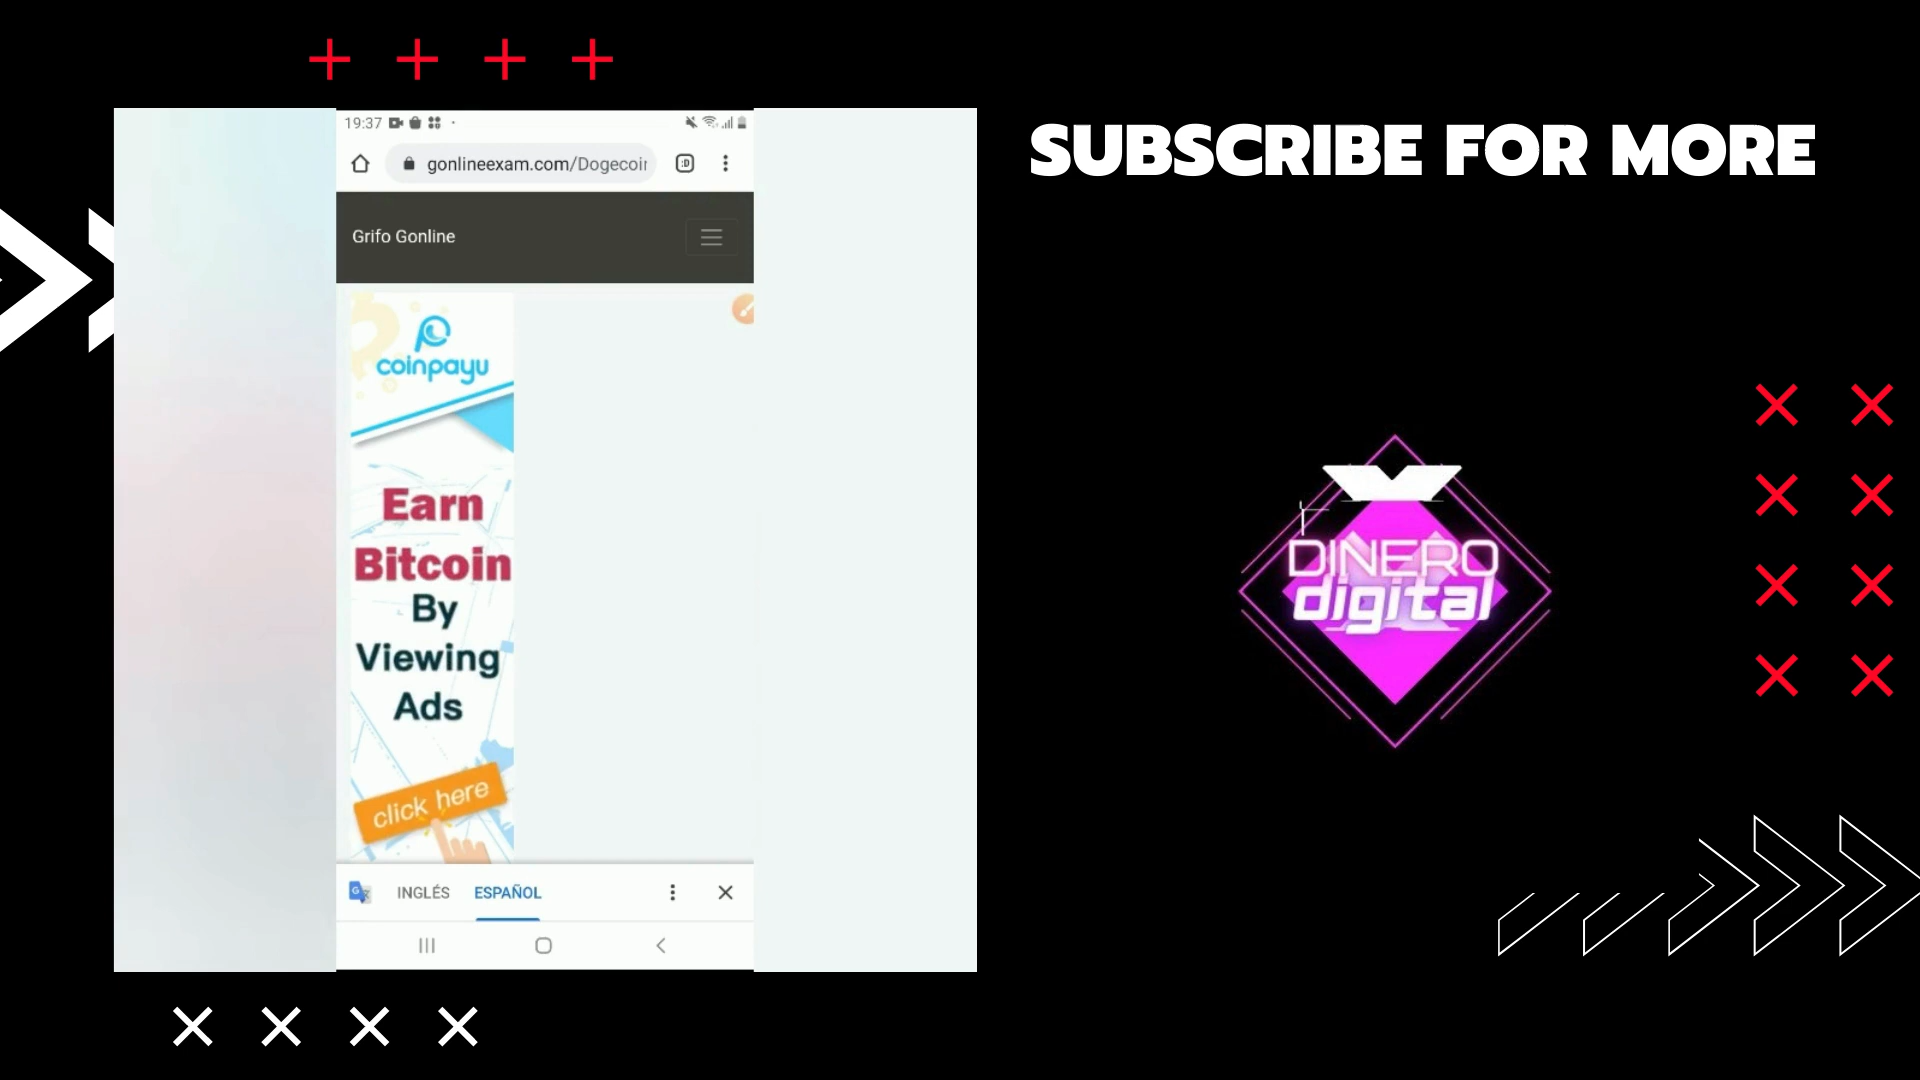 SUBSCRIBE FOR MORE
19:37
gonlineexam.com/Dogecoin
:D
Grifo Gonline
coinpayu
Earn
Bitcoin
By
Viewing
Ads
click here
INGLÉS ESPAÑOL
DINERO
digital